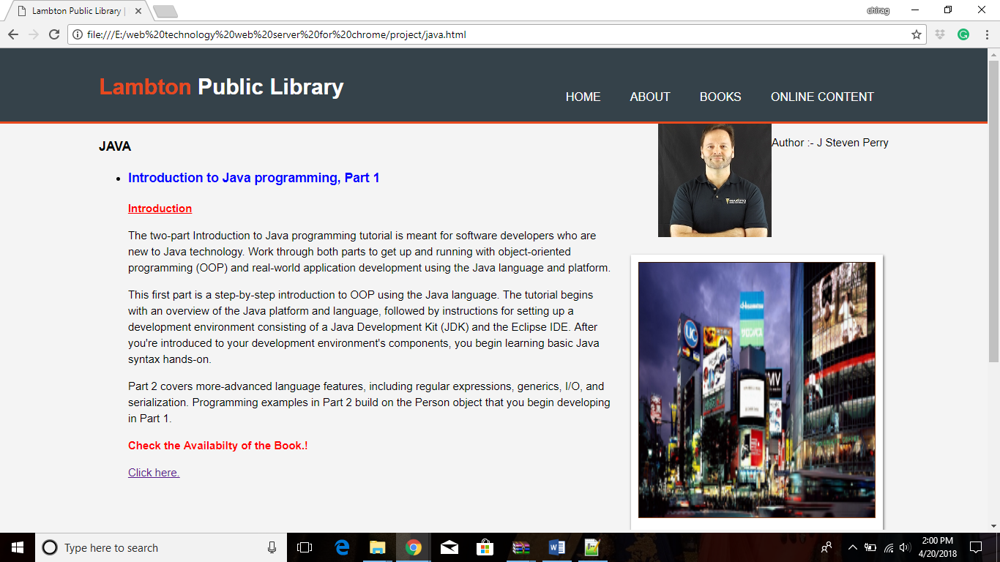 Lambton Public Library |
chirag
file:///E:/web%20technology%20web%20server%20for%20chrome/project/java.html
Lambton Public Library
HOME ABOUT BOOKS ONLINE CONTENT
JAVA
Author :- J Steven Perry
Introduction to Java programming, Part 1
Introduction
The two-part Introduction to Java programming tutorial is meant for software developers who are
new to Java technology. Work through both parts to get up and running with object-oriented
programming (OOP) and real-world application development using the Java language and platform.
This first part is a step-by-step introduction to OOP using the Java language. The tutorial begins
with an overview of the Java platform and language, followed by instructions for setting up a
development environment consisting of a Java Development Kit (JDK) and the Eclipse IDE. After
you're introduced to your development environment's components, you begin learning basic Java
syntax hands-on.
Part 2 covers more-advanced language features, including regular expressions, generics, I/O, and
serialization. Programming examples in Part 2 build on the Person object that you begin developing
in Part 1.
Check the Availabilty of the Book.!
Click here.
UC
サロンパス
MV
Type here to search
2:00 PM
4/20/2018